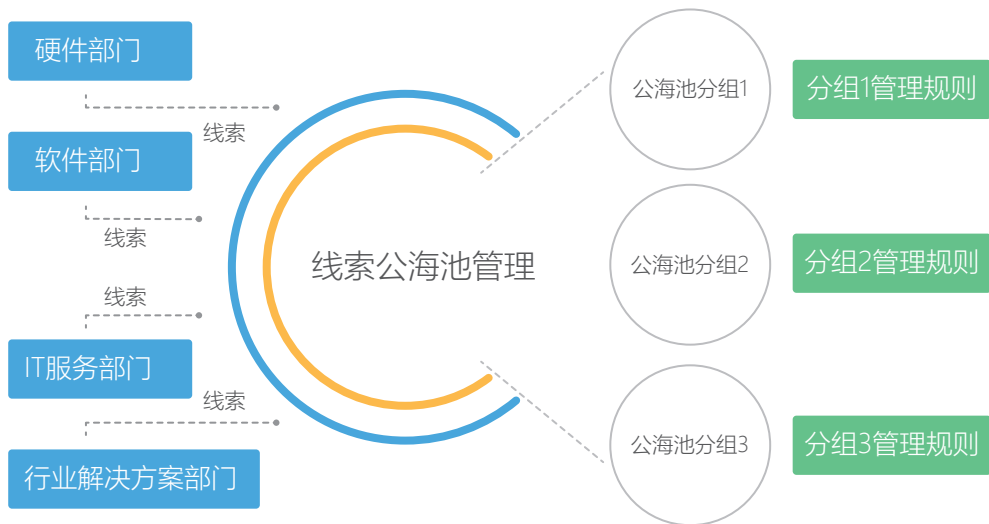 硬件部门
线索
软件部门
线索
线索
IT服务部门
线索
行业解决方案部门
线索公海池管理
公海池分组1
分组1管理规则
公海池分组2
分组2管理规则
公海池分组3
分组3管理规则